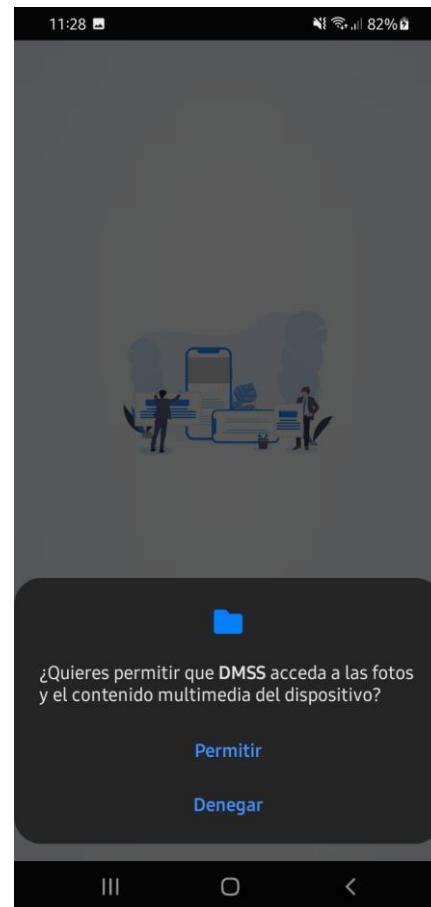 11:28 82%
¿Quieres permitir que DMSS acceda a las fotos
y el contenido multimedia del dispositivo?
Permitir
Denegar